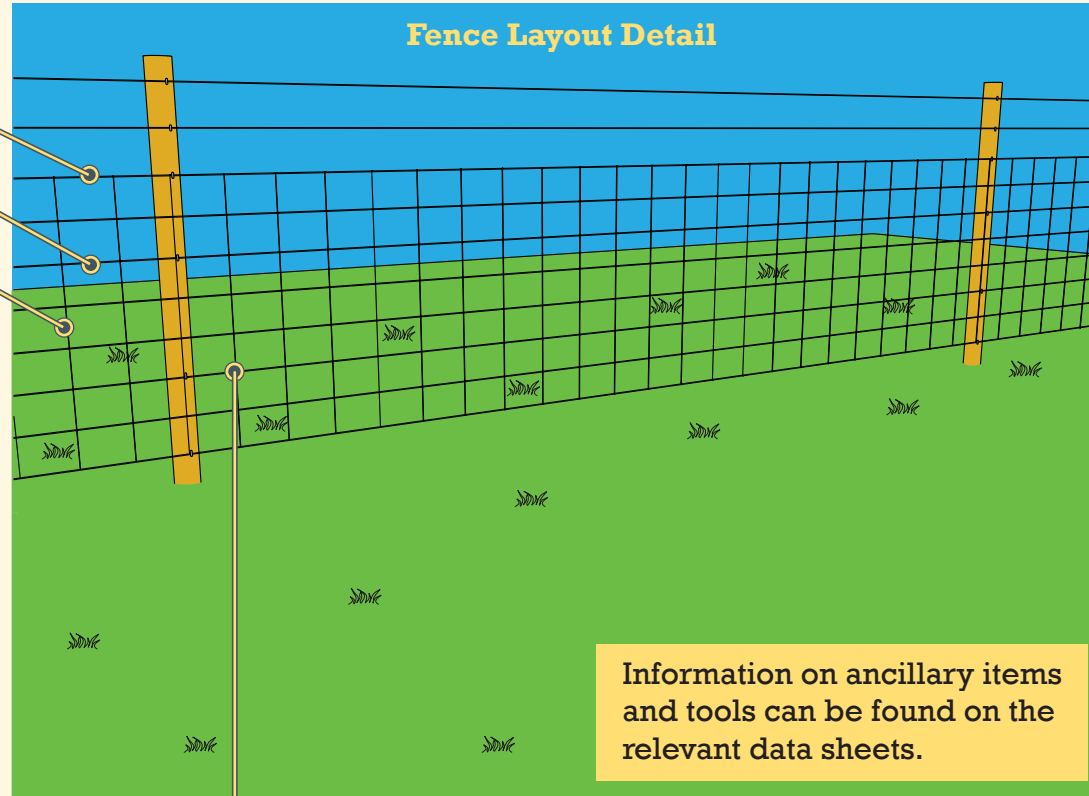 Fence Layout Detail
Information on ancillary items
and tools can be found on the
relevant data sheets.